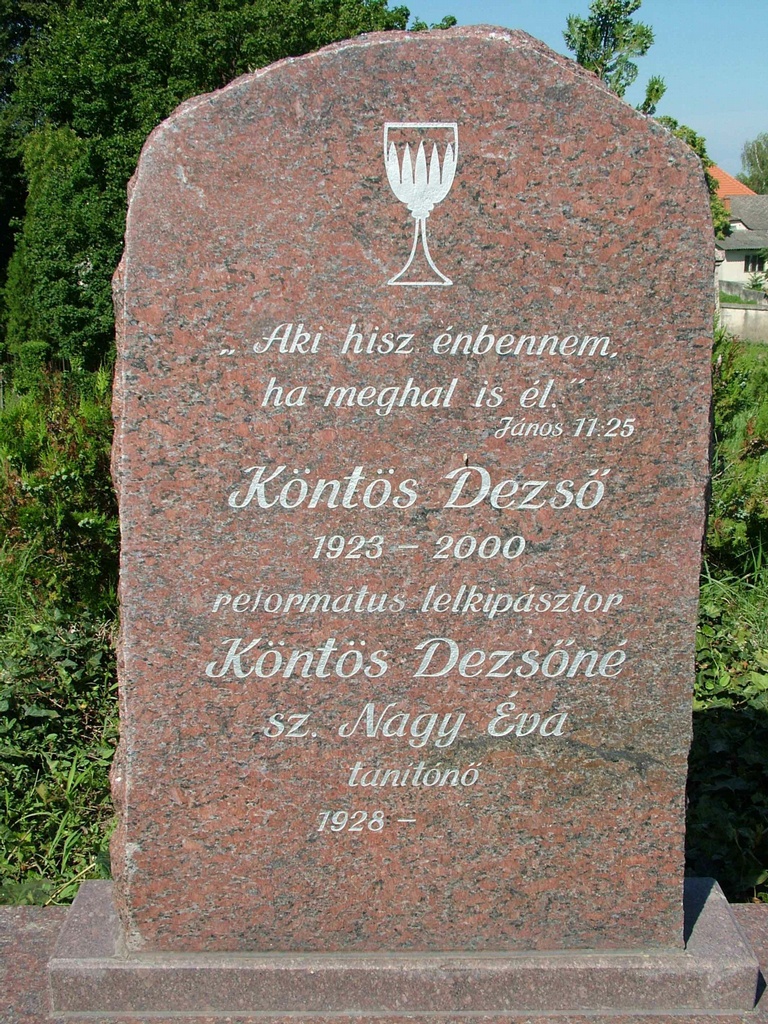 „ Aki hisz énbennem,
ha meghal is él.”
János 11:25
Köntös Dezső
1923 – 2000
református lelkipásztor
Köntös Dezsőné
sz. Nagy Éva
tanítónő
1928 –